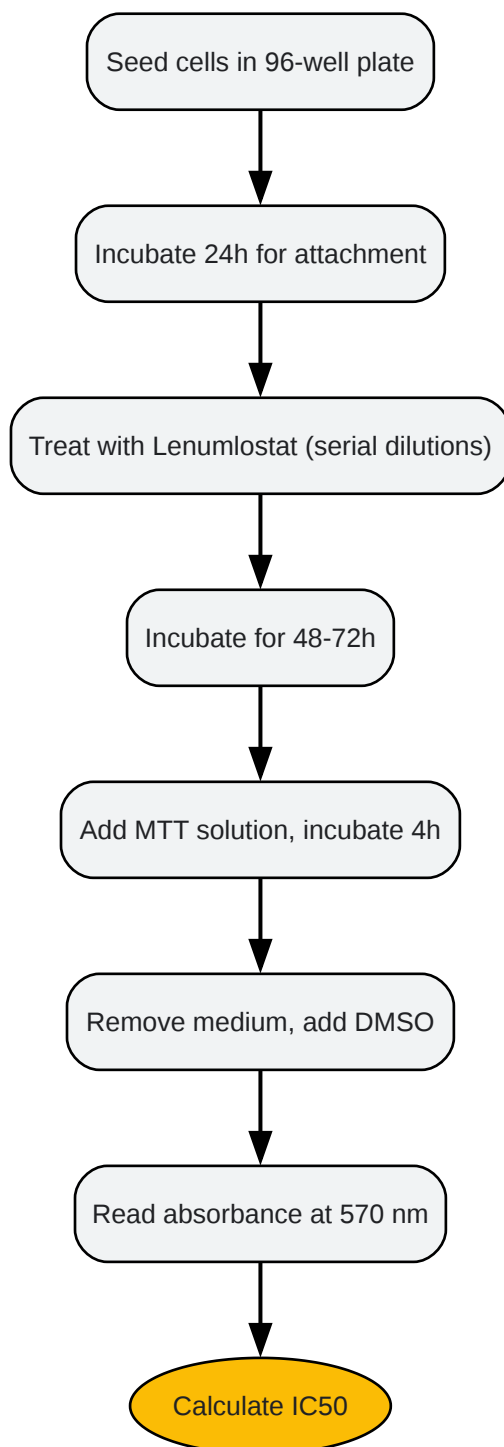 Seed cells in 96-well plate
Incubate 24h for attachment
Treat with Lenumlostat (serial dilutions)
Incubate for 48-72h
Add MTT solution, incubate 4h
Remove medium, add DMSO
Read absorbance at 570 nm
Calculate IC50